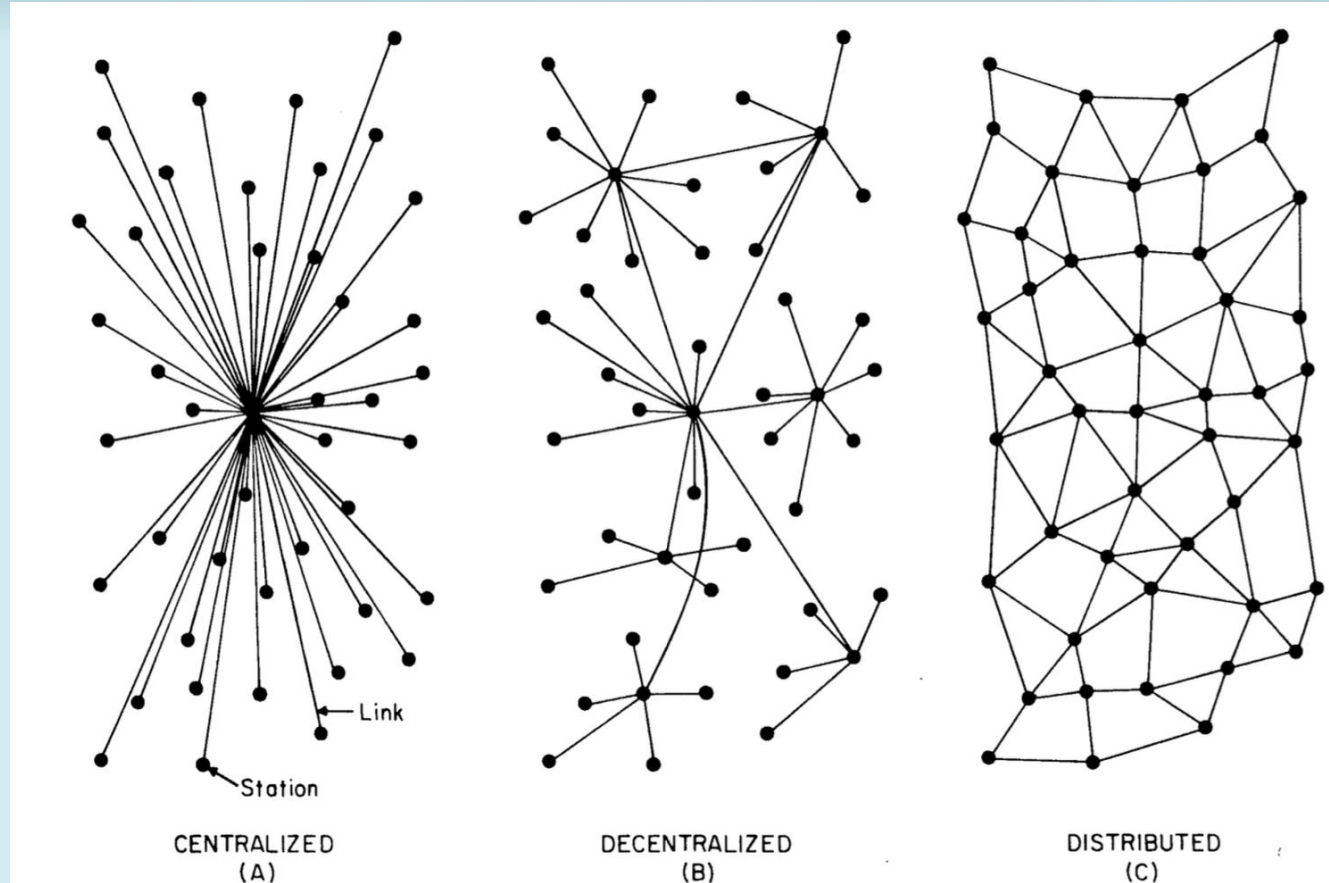 Link
Station
CENTRALIZED
(A)
DECENTRALIZED
(B)
DISTRIBUTED
(C)